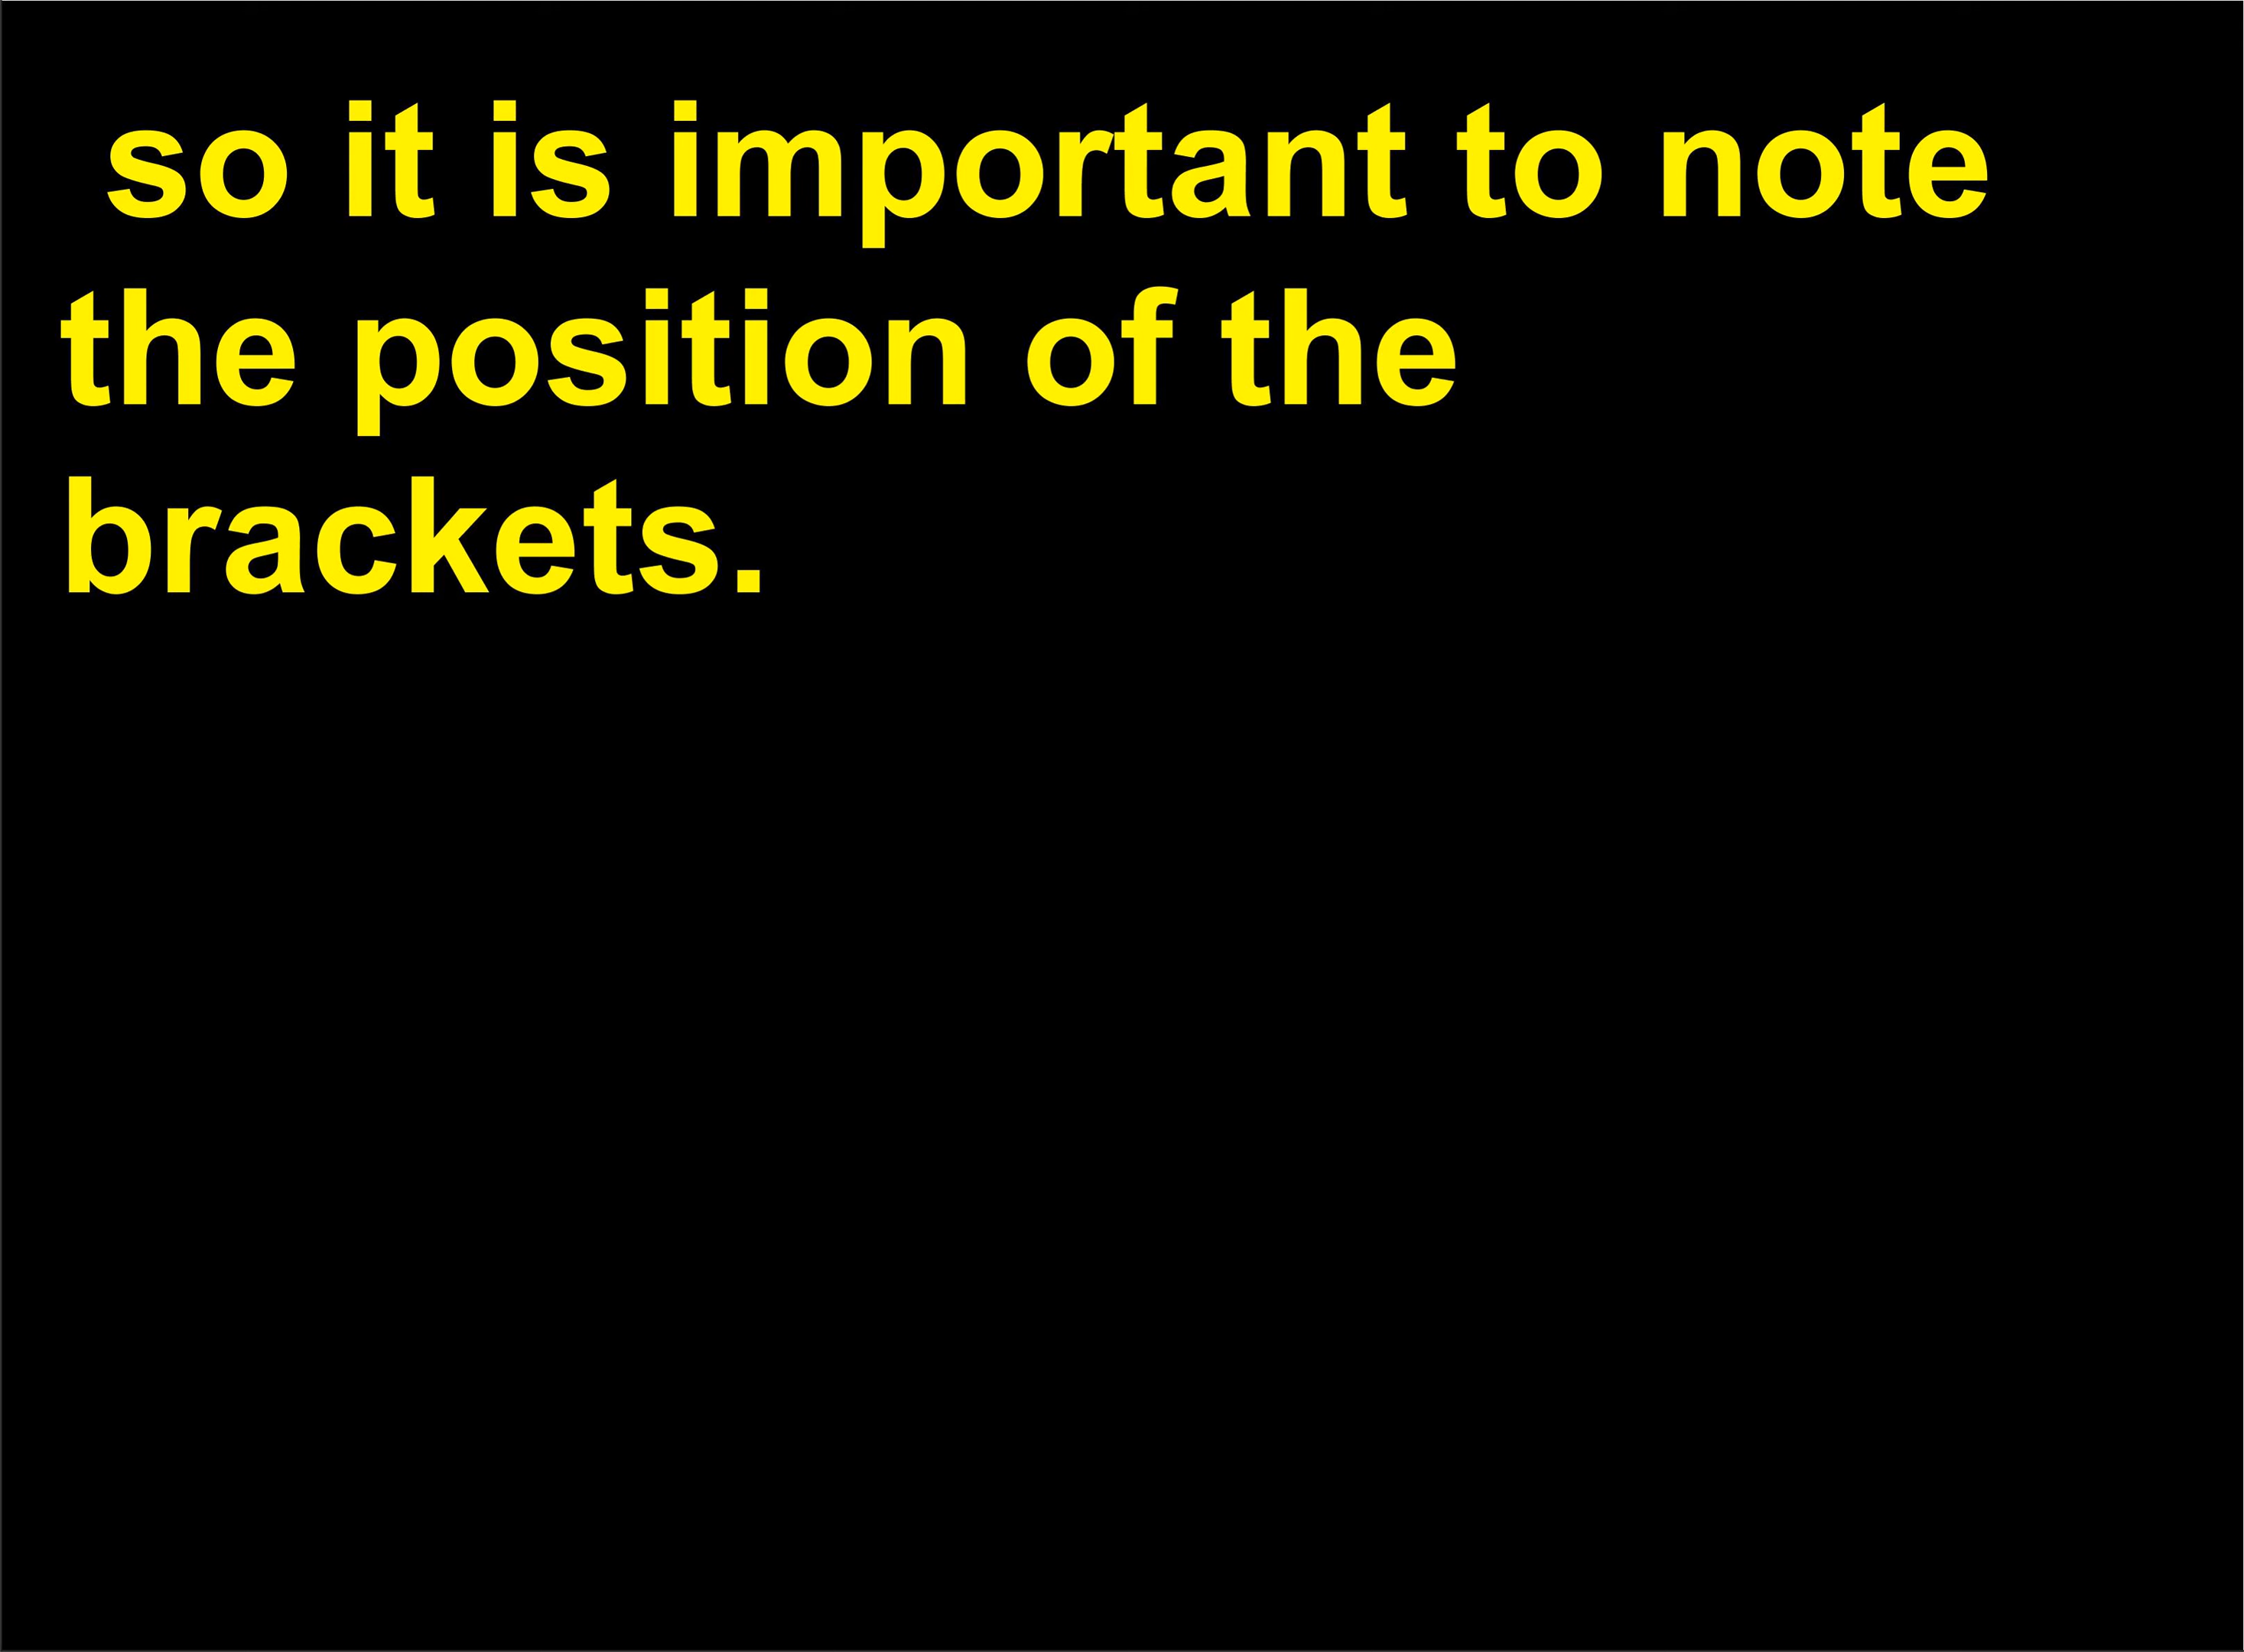 so it is important to note
the position of the
brackets.